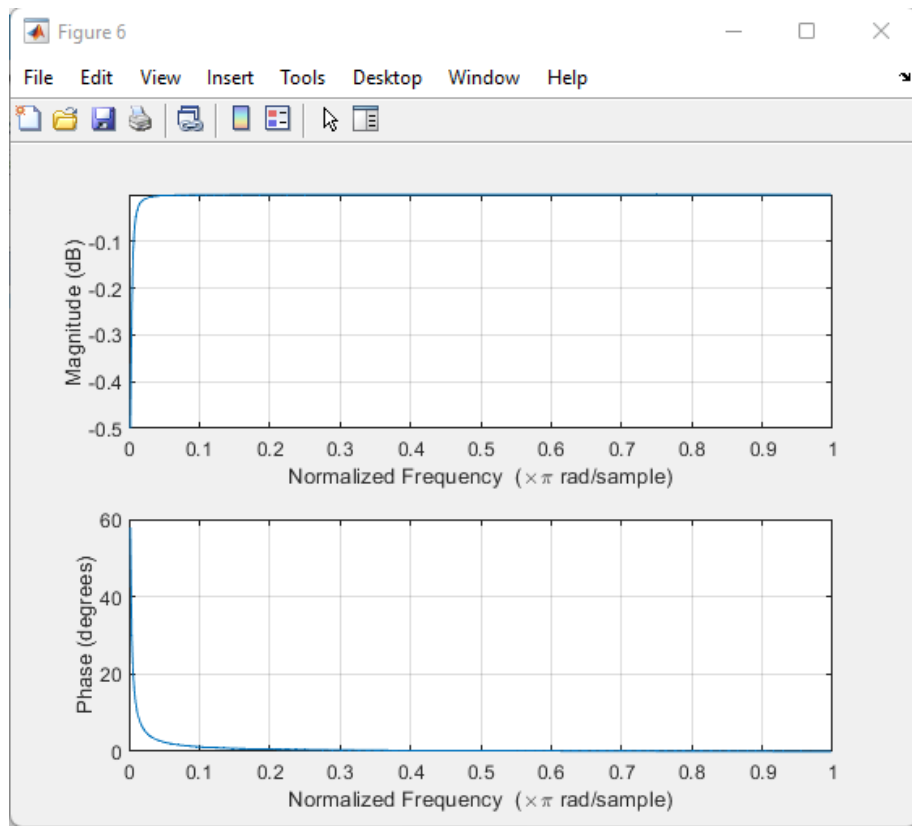 Figure 6
File Edit View Insert Tools Desktop Window Help
-0.1
-0.2
-0.3
-0.4
-0.5
Magnitude (dB)
0 0.1 0.2 0.3 0.4 0.5 0.6 0.7 0.8 0.9 1
Normalized Frequency (×π rad/sample)
60
40
20
0
Phase (degrees)
0 0.1 0.2 0.3 0.4 0.5 0.6 0.7 0.8 0.9 1
Normalized Frequency (×π rad/sample)